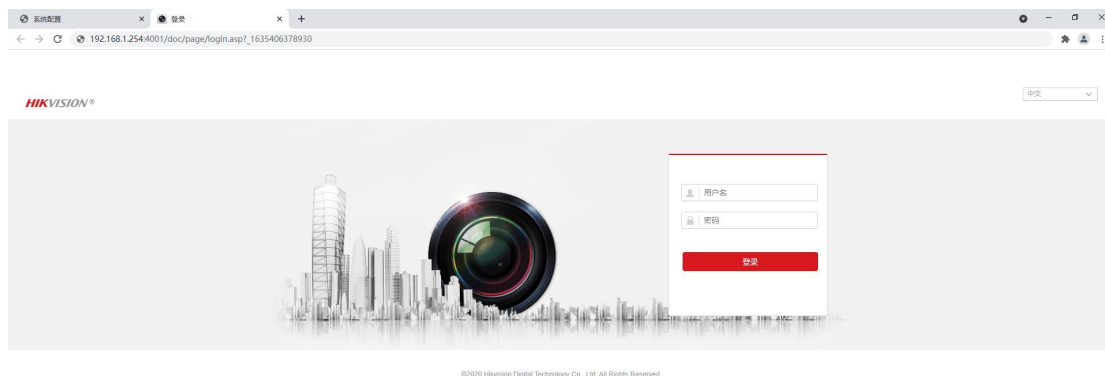 系统配置
登录
192.168.1.254:4001/doc/page/login.asp?_1635406378930
HIKVISION®
中文
用户名
密码
登录
©2020 Hikvision Digital Technology Co., Ltd. All Rights Reserved.